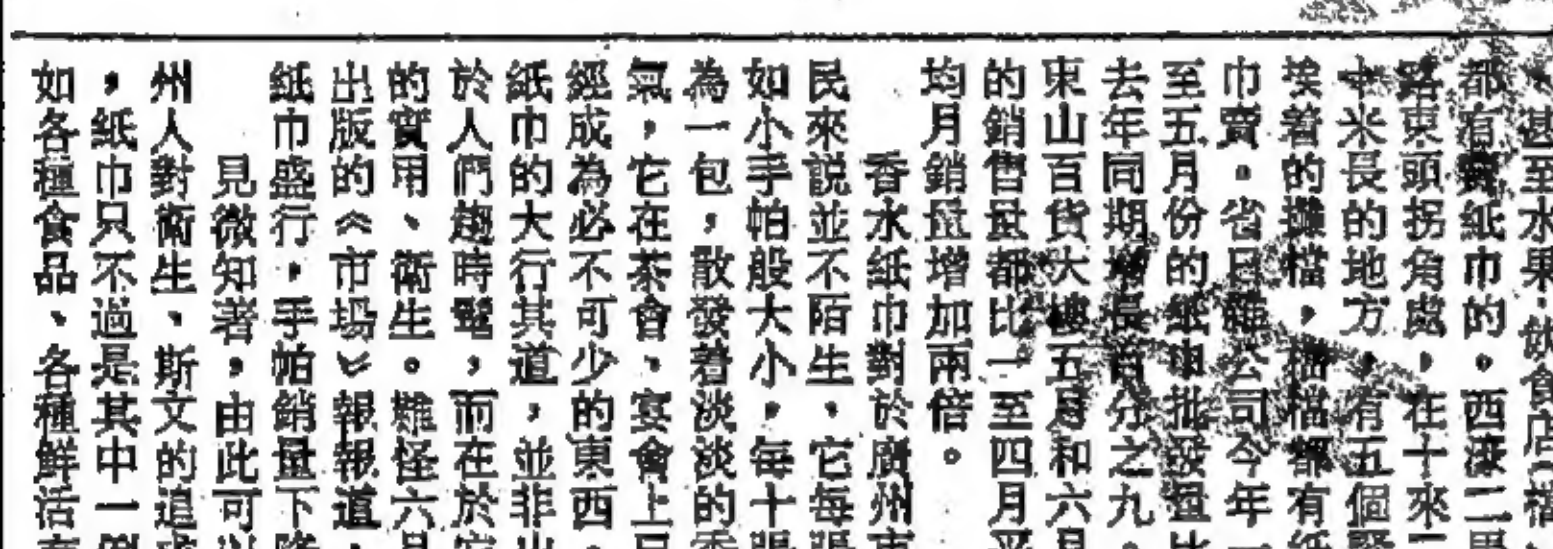 、甚至水果、飲食店檔、
都有賣紙巾的。西濠二
路東頭拐角處，在十來
十米長的地方，有五個
埃着的攤檔，檔檔都有紙
巾賣。省日雜公司今年一
至五月份的紙巾批發量比
去年同期增長百分之九。
東山百貨大樓五月和六月
的銷售量都比一至四月平
均月銷量增加兩倍。
香水紙巾對於廣州市
民來説並不陌生，它每張
如小手帕般大小，每十張
為一包，散發着淡淡的香
氣，它在茶會、宴會上已
經成為必不可少的東西。
紙巾的大行其道，並非出
於人們趨時髦，而在於它
的實用、衞生。難怪六月
出版的《市場》報報道，
紙巾盛行，手帕銷量下降
見微知著，由此可以
州人對衞生、斯文的追求
，紙巾只不過是其中一例
如各種食品、各種鮮活